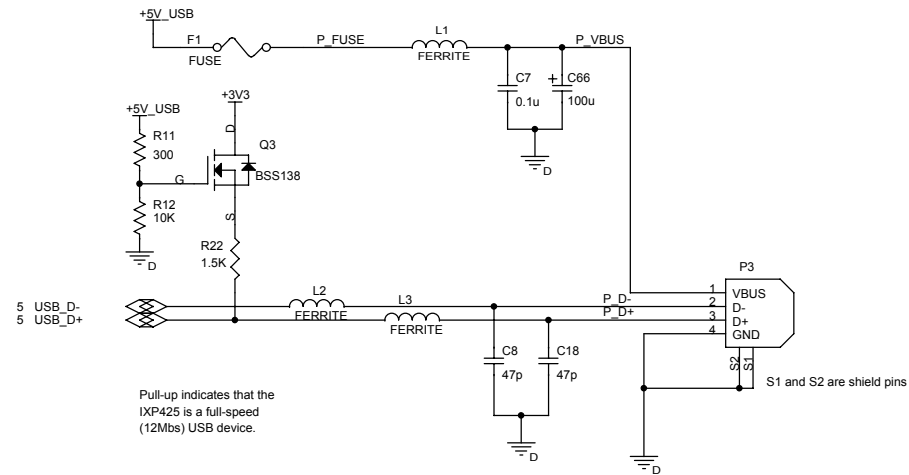 +5V_USB
F1
FUSE
P_FUSE
L1
FERRITE
P_VBUS
C7
0.1u
+
C66
100u
D
+3V3
+5V_USB
R11
300
D
Q3
G
BSS138
R12
10K
S
D
R22
1.5K
P3
5 USB_D-
5 USB_D+
L2
FERRITE
L3
FERRITE
P_D-
P_D+
1
2
3
4
VBUS
D-
D+
GND
S2
S1
C8
47p
C18
47p
S1 and S2 are shield pins
Pull-up indicates that the
IXP425 is a full-speed
(12Mbs) USB device.
D
D